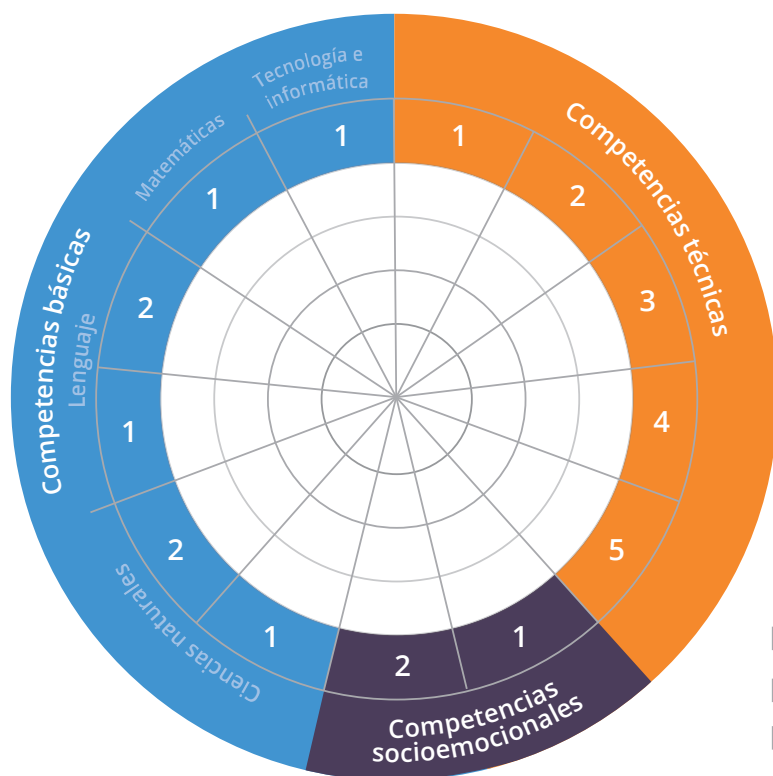 Tecnología e
informática
1
1
Competencias técnicas
2
3
4
5
1
2
Competencias
socioemocionales
1
2
Ciencias naturales
1
2
Lenguaje
Competencias básicas
1
Matemáticas